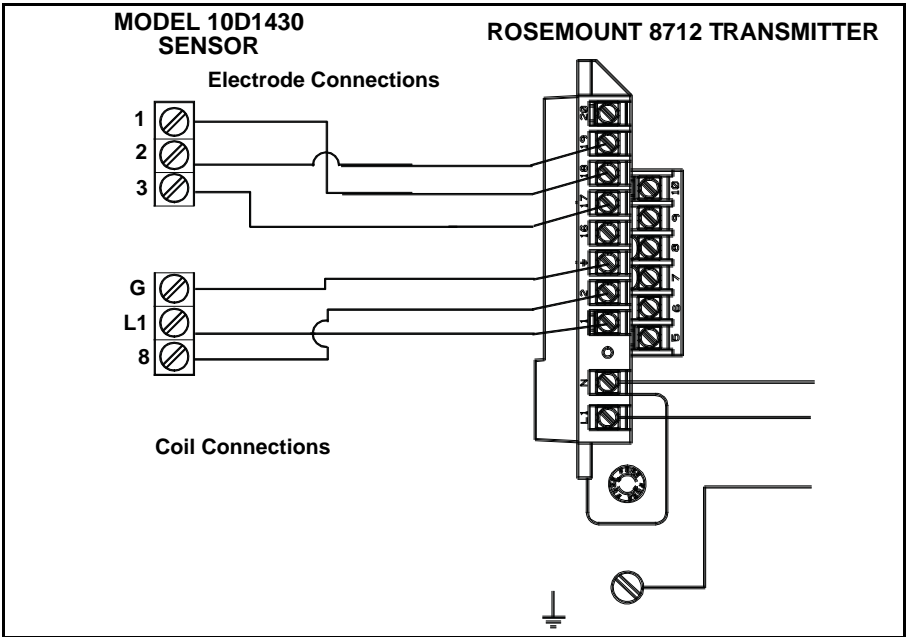 MODEL 10D1430
SENSOR
ROSEMOUNT 8712 TRANSMITTER
Electrode Connections
1
2
3
G
L1
8
Coil Connections
20
19
18
17
16
2
1
N
L1
10
9
8
7
6
5